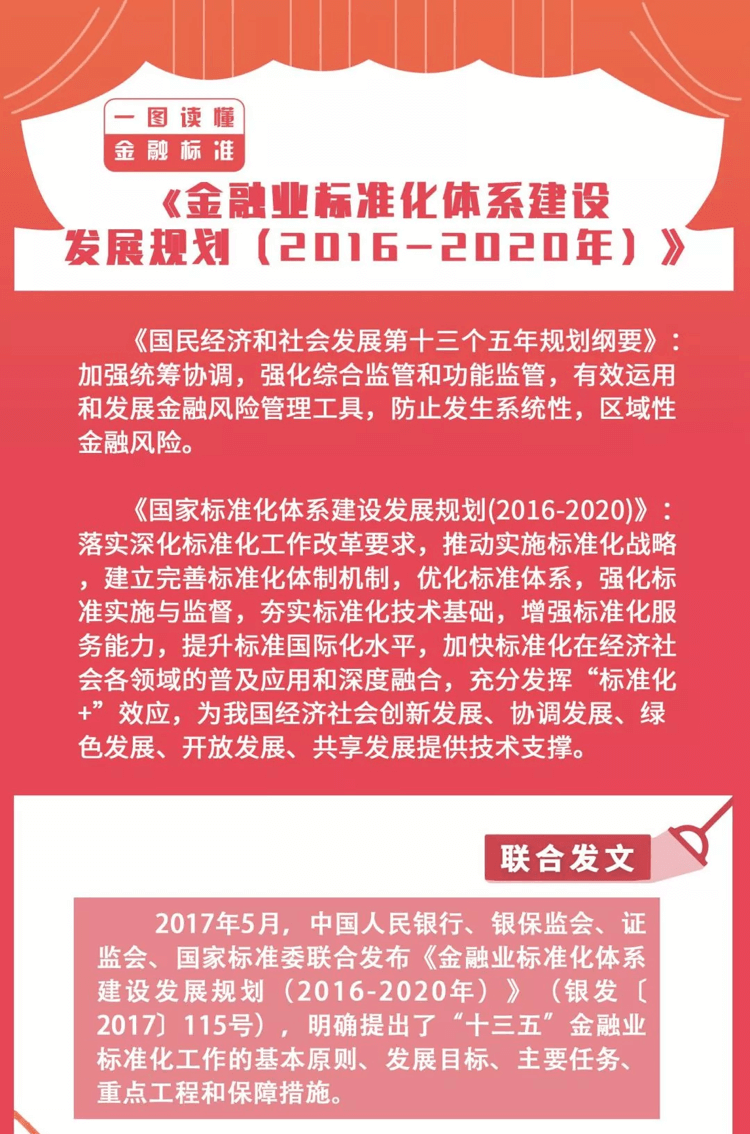 一图读懂
金融标准
《金融业标准化体系建设
发展规划（2016-2020年）》
《国民经济和社会发展第十三个五年规划纲要》：
加强统筹协调，强化综合监管和功能监管，有效运用
和发展金融风险管理工具，防止发生系统性，区域性
金融风险。
《国家标准化体系建设发展规划(2016-2020)》：
落实深化标准化工作改革要求，推动实施标准化战略
，建立完善标准化体制机制，优化标准体系，强化标
准实施与监督，夯实标准化技术基础，增强标准化服
务能力，提升标准国际化水平，加快标准化在经济社
会各领域的普及应用和深度融合，充分发挥“标准化
+”效应，为我国经济社会创新发展、协调发展、绿
色发展、开放发展、共享发展提供技术支撑。
联合发文
2017年5月，中国人民银行、银保监会、证
监会、国家标准委联合发布《金融业标准化体系
建设发展规划（2016-2020年）》（银发〔
2017〕115号），明确提出了“十三五”金融业
标准化工作的基本原则、发展目标、主要任务、
重点工程和保障措施。